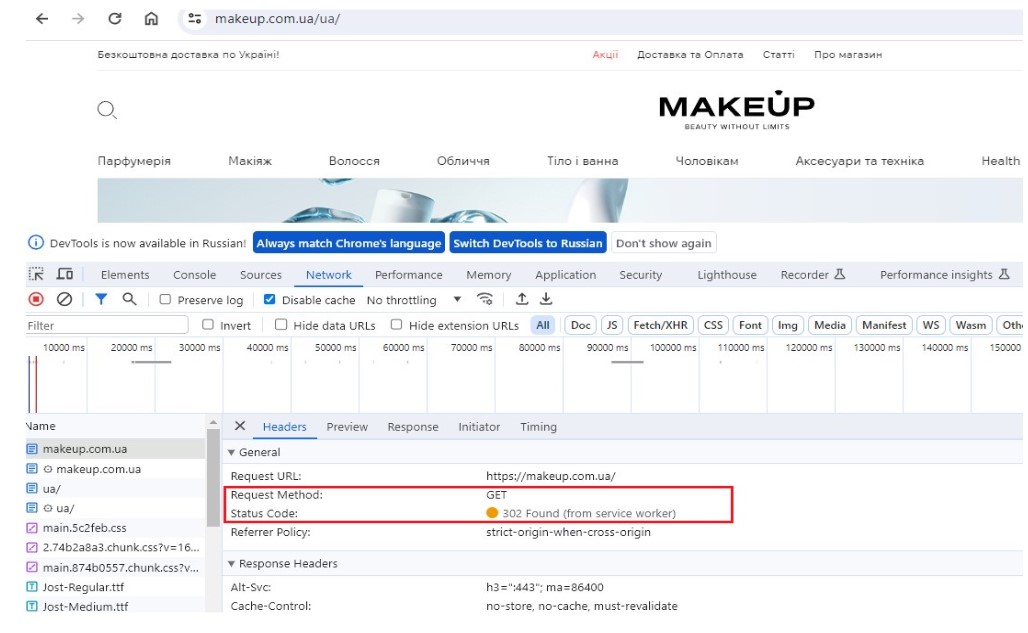 makeup.com.ua/ua/
Безкоштовна доставка по Україні! Акції Доставка та Оплата Статті Про магазин
MAKEUP
BEAUTY WITHOUT LIMITS
Парфумерія Макіяж Волосся Обличчя Тіло і ванна Чоловікам Аксесуари та техніка Health
DevTools is now available in Russian! Always match Chrome's language Switch DevTools to Russian Don't show again
Elements Console Sources Network Performance Memory Application Security Lighthouse Recorder Performance insights
Preserve log Disable cache No throttling
Filter Invert Hide data URLs Hide extension URLs All Doc JS Fetch/XHR CSS Font Img Media Manifest WS Wasm Othe
10000 ms 20000 ms 30000 ms 40000 ms 50000 ms 60000 ms 70000 ms 80000 ms 90000 ms 100000 ms 110000 ms 120000 ms 130000 ms 140000 ms 150000
Name
makeup.com.ua
makeup.com.ua
ua/
ua/
main.5c2feb.css
2.74b2a8a3.chunk.css?v=16...
main.874b0557.chunk.css?v...
Jost-Regular.ttf
Jost-Medium.ttf
Headers Preview Response Initiator Timing
General
Request URL: https://makeup.com.ua/
Request Method: GET
Status Code: 302 Found (from service worker)
Referrer Policy: strict-origin-when-cross-origin
Response Headers
Alt-Svc: h3=":443"; ma=86400
Cache-Control: no-store, no-cache, must-revalidate